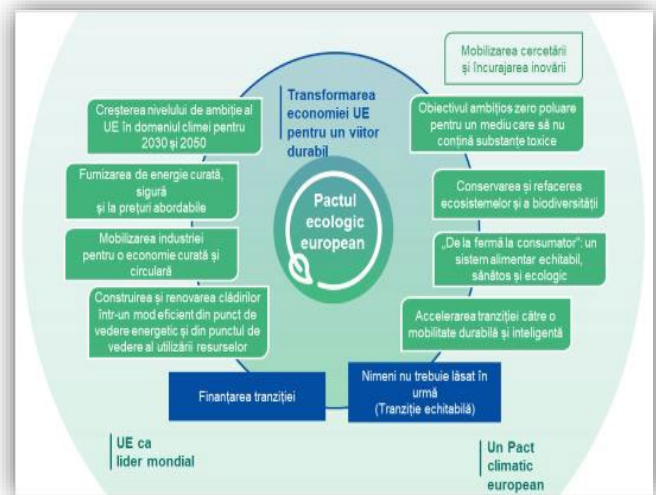 Mobilizarea cercetării
și încurajarea inovării
Transformarea
economiei UE
pentru un viitor
durabil
Creșterea nivelului de ambiție al
UE în domeniul climei pentru
2030 și 2050
Furnizarea de energie curată,
sigură
și la prețuri abordabile
Mobilizarea industriei
pentru o economie curată și
circulară
Construirea și renovarea clădirilor
într-un mod eficient din punct de
vedere energetic și din punctul de
vedere al utilizării resurselor
Pactul
ecologic
european
Obiectivul ambițios zero poluare
pentru un mediu care să nu
conțină substanțe toxice
Conservarea și refacerea
ecosistemelor și a biodiversității
„De la fermă la consumator”: un
sistem alimentar echitabil,
sănătos și ecologic
Accelerarea tranziției către o
mobilitate durabilă și inteligentă
Finanțarea tranziției
Nimeni nu trebuie lăsat în
urmă
(Tranziție echitabilă)
UE ca
lider mondial
Un Pact
climatic
european